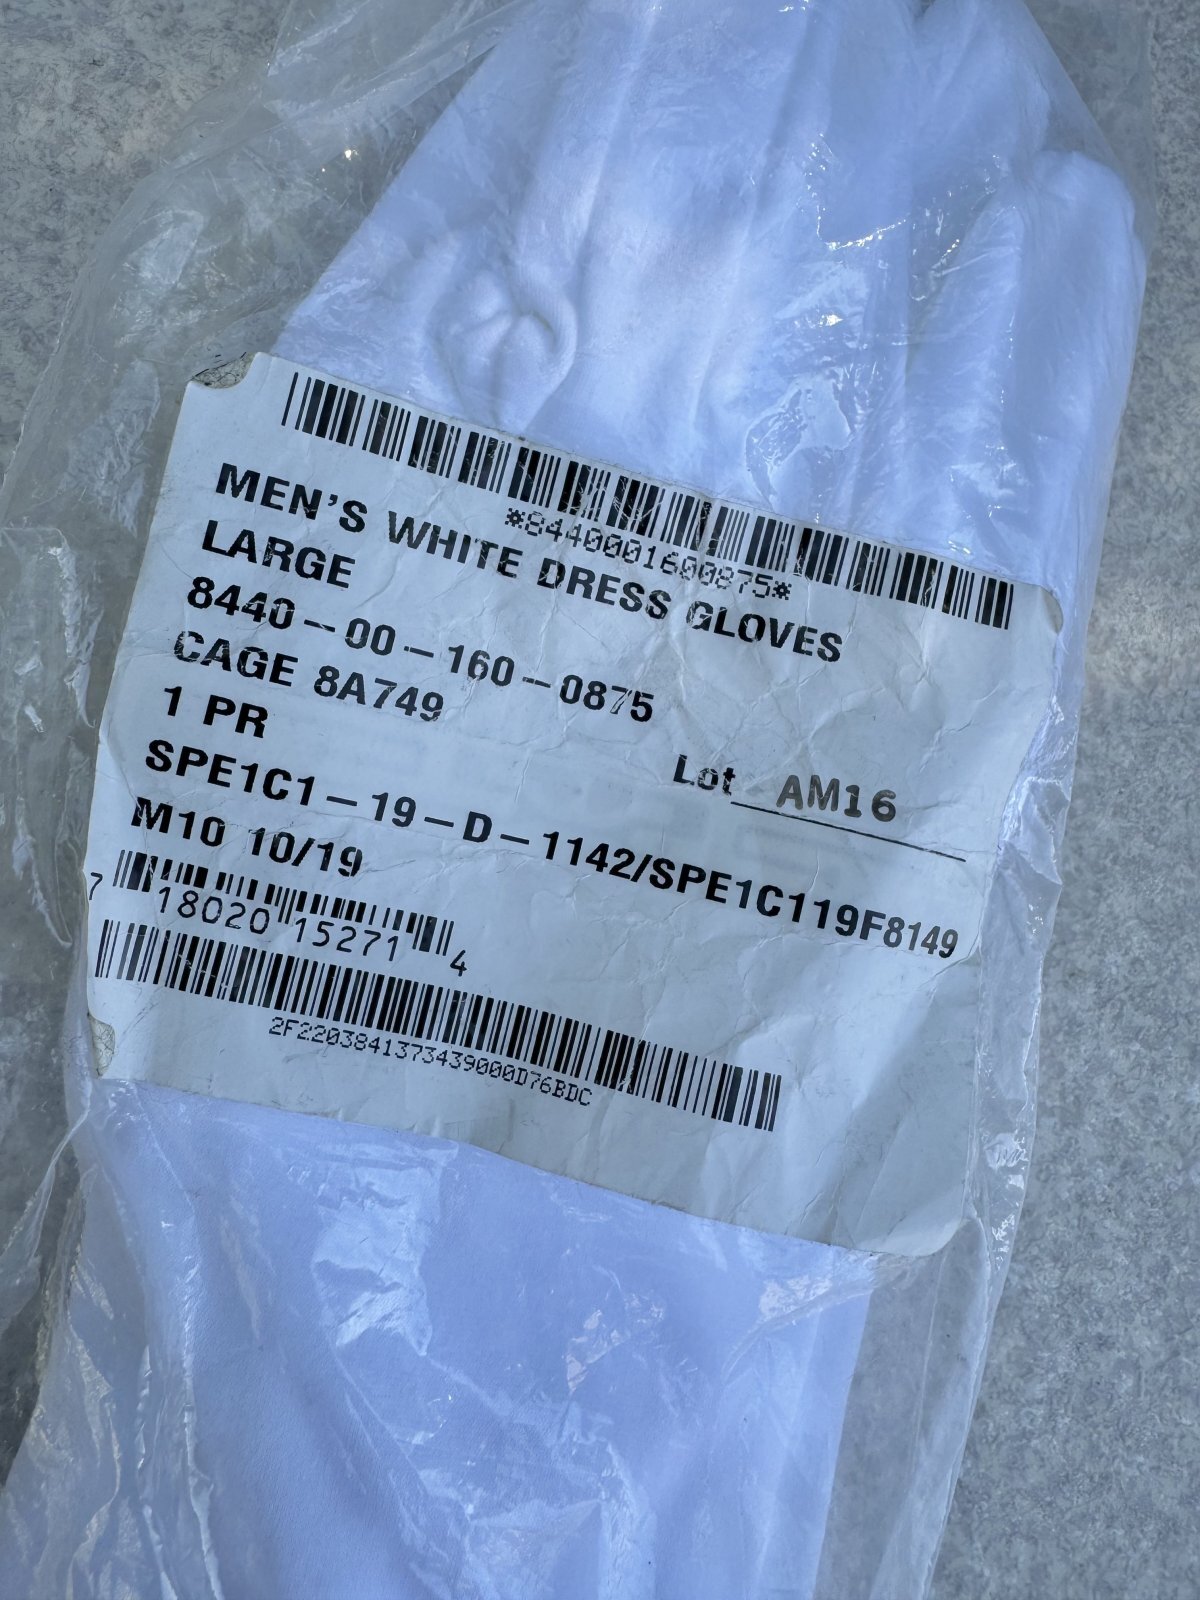 *8440001600875*
MEN'S WHITE DRESS GLOVES
LARGE
8440-00-160-0875
CAGE 8A749
1 PR
Lot AM16
SPE1C1-19-D-1142/SPE1C119F8149
M10 10/19
7 18020 15271 4
2F2203841373439000D76BDC